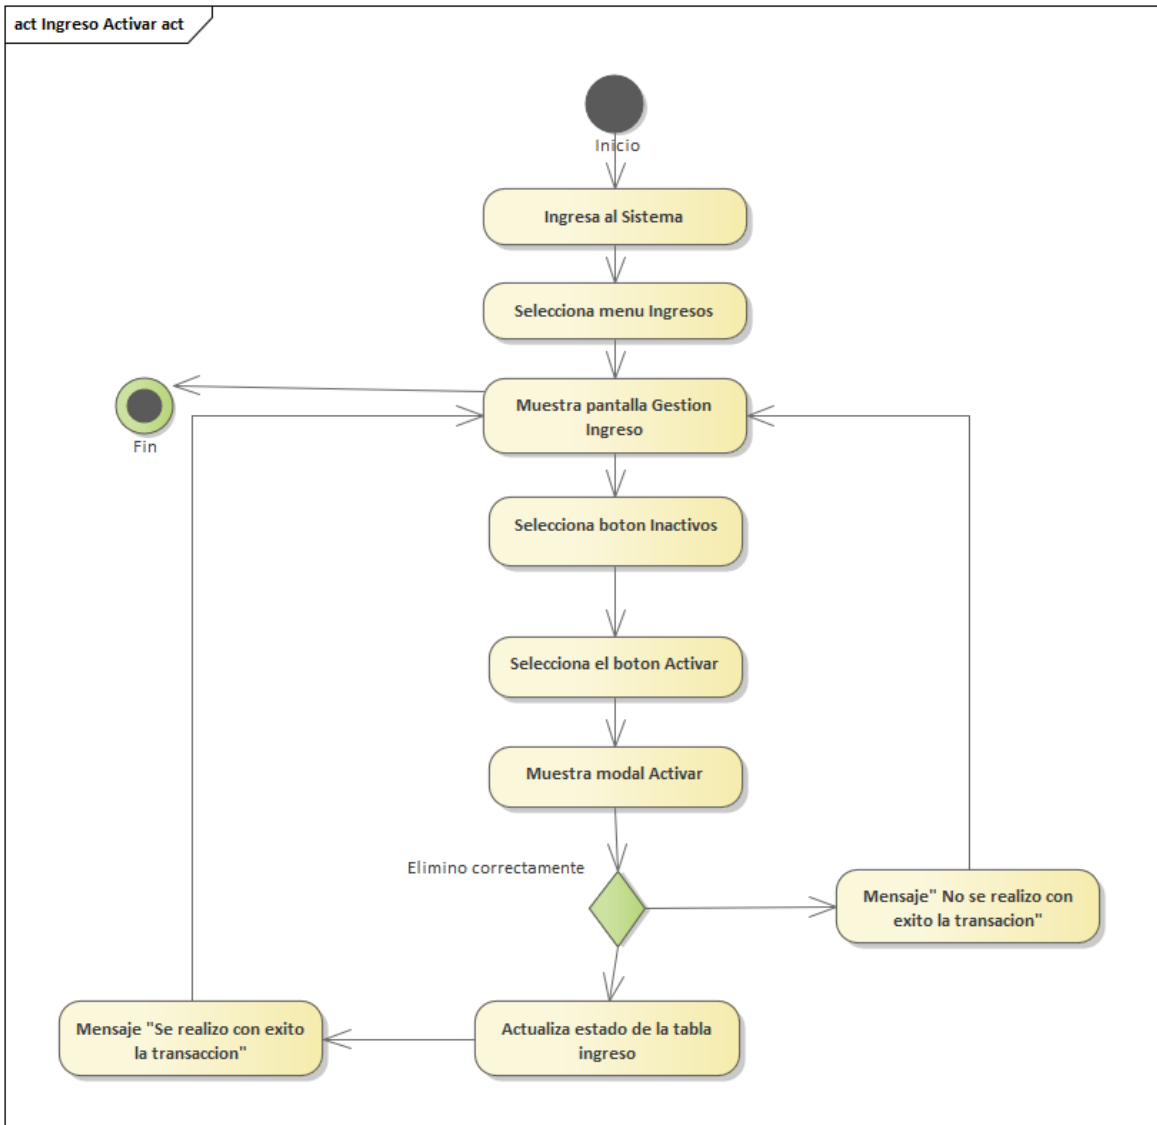 act Ingreso Activar act
Inicio
Ingresa al Sistema
Selecciona menu Ingresos
Muestra pantalla Gestion
Ingreso
Fin
Selecciona boton Inactivos
Selecciona el boton Activar
Muestra modal Activar
Elimino correctamente
Mensaje" No se realizo con
exito la transacion"
Actualiza estado de la tabla
ingreso
Mensaje "Se realizo con exito
la transaccion"